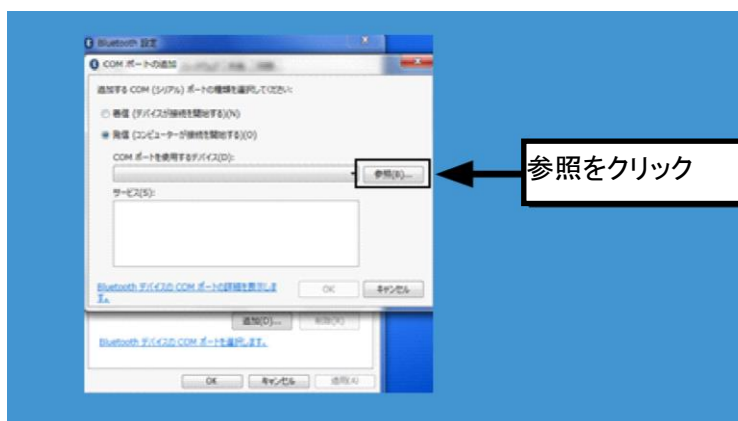 Bluetooth 設定
COM ポートの追加
追加する COM (シリアル) ポートの種類を選択してください:
着信 (デバイスが接続を開始する)(N)
発信 (コンピューターが接続を開始する)(O)
COM ポートを使用するデバイス(D):
参照(B)...
参照をクリック
サービス(S):
Bluetooth デバイスの COM ポートの詳細を表示しま
す。
OK
キャンセル
追加(D)...
削除(R)
Bluetooth デバイスの COM ポートを選択します。
OK
キャンセル
適用(A)